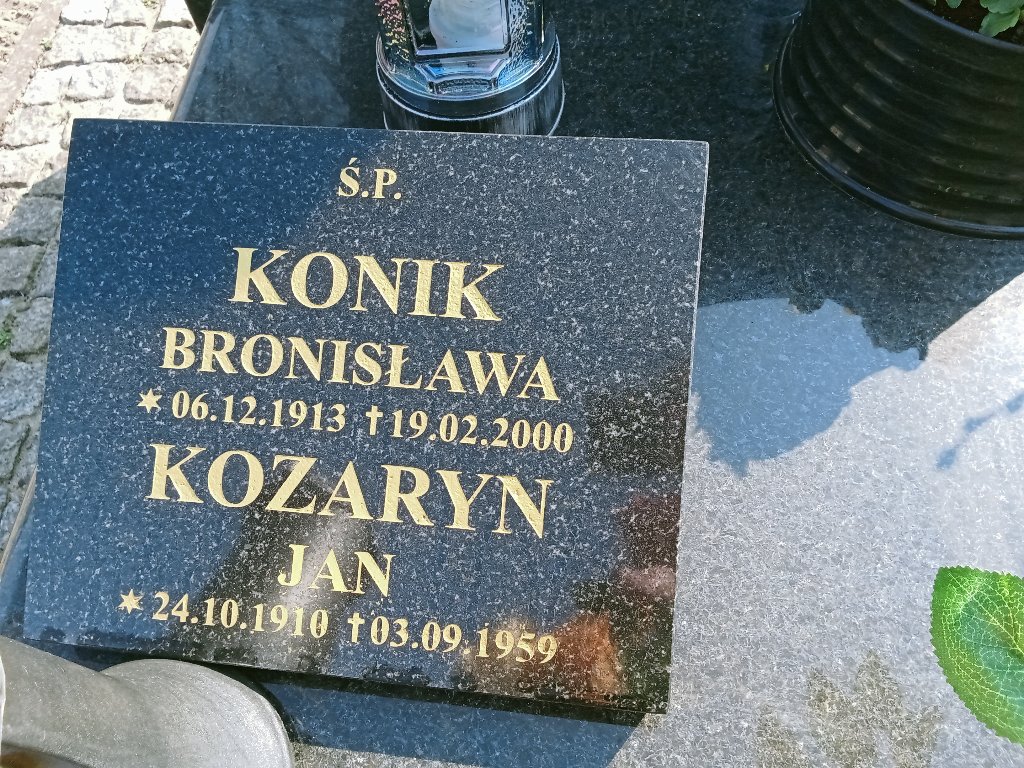 Ś.P.
KONIK
BRONISŁAWA
✶ 06.12.1913 †19.02.2000
KOZARYN
JAN
✶ 24.10.1910 †03.09.1959